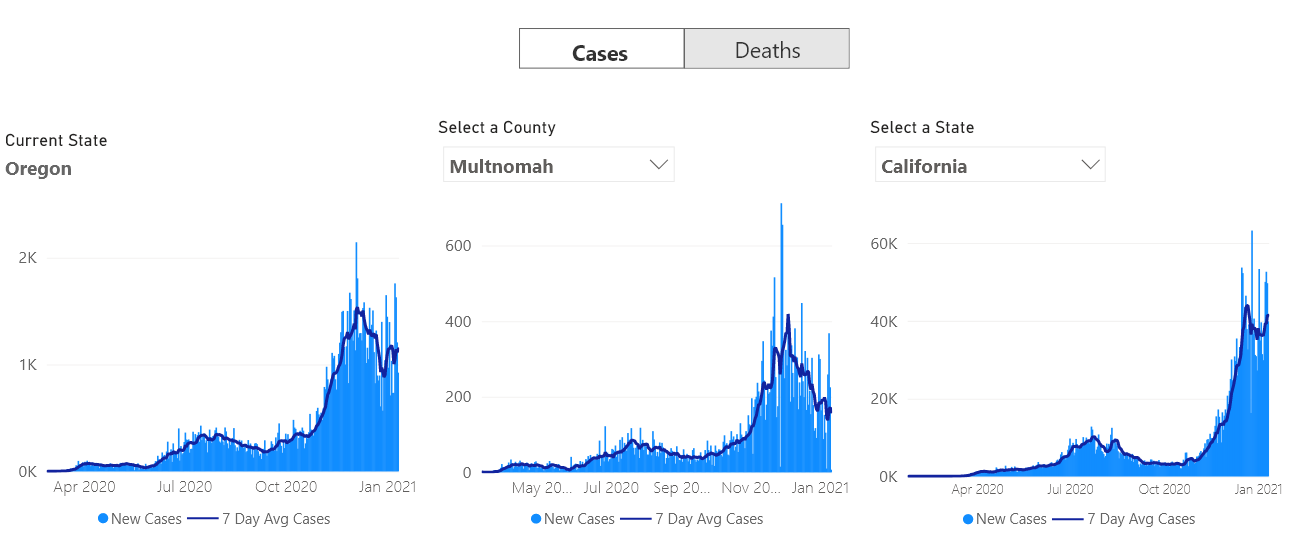 Cases Deaths
Current State
Oregon
2K
1K
0K
Apr 2020 Jul 2020 Oct 2020 Jan 2021
New Cases 7 Day Avg Cases
Select a County
Multnomah
600
400
200
0
May 20... Jul 2020 Sep 20... Nov 20... Jan 2021
New Cases 7 Day Avg Cases
Select a State
California
60K
40K
20K
0K
Apr 2020 Jul 2020 Oct 2020 Jan 2021
New Cases 7 Day Avg Cases